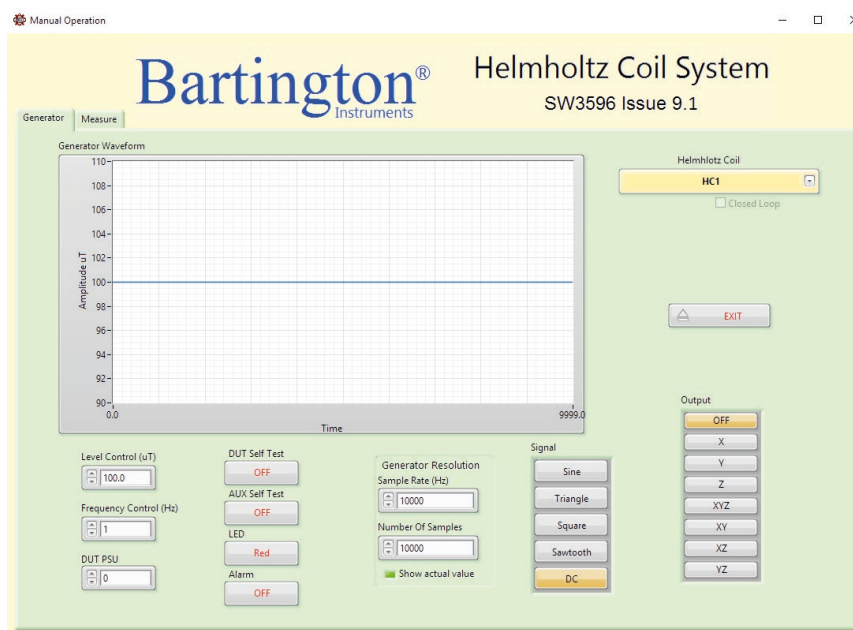 Manual Operation
Bartington®
Instruments
Helmholtz Coil System
SW3596 Issue 9.1
Generator
Measure
Generator Waveform
110
108
106
104
102
100
98
96
94
92
90
Amplitude uT
0.0
9999.0
Time
Helmhlotz Coil
HC1
Closed Loop
EXIT
Level Control (uT)
100.0
Frequency Control (Hz)
1
DUT PSU
0
DUT Self Test
OFF
AUX Self Test
OFF
LED
Red
Alarm
OFF
Generator Resolution
Sample Rate (Hz)
10000
Number Of Samples
10000
Show actual value
Signal
Sine
Triangle
Square
Sawtooth
DC
Output
OFF
X
Y
Z
XYZ
XY
XZ
YZ